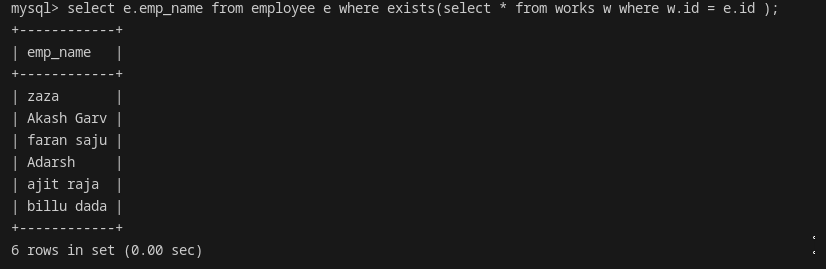 mysql> select e.emp_name from employee e where exists(select * from works w where w.id = e.id );
+------------+
| emp_name   |
+------------+
| zaza       |
| Akash Garv |
| faran saju |
| Adarsh     |
| ajit raja  |
| billu dada |
+------------+
6 rows in set (0.00 sec)